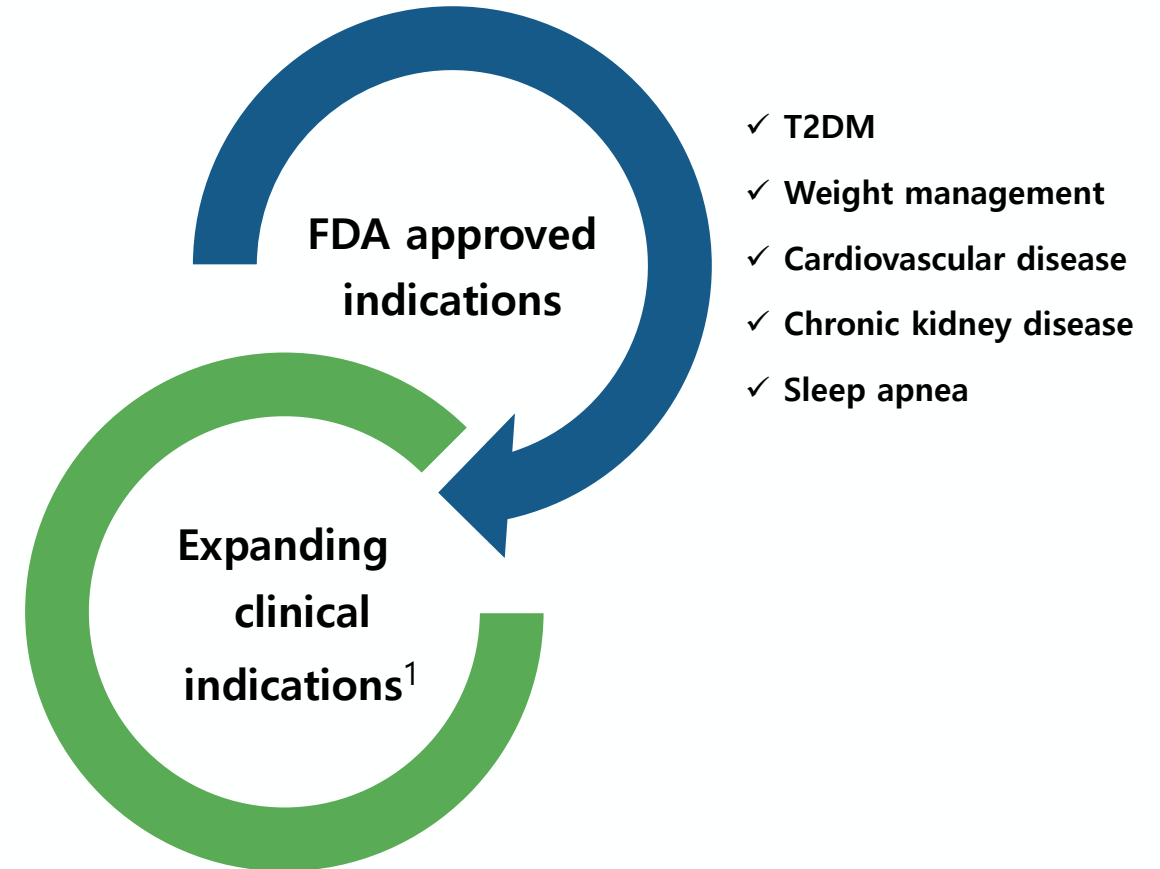 FDA approved
indications
✓ T2DM
✓ Weight management
✓ Cardiovascular disease
✓ Chronic kidney disease
✓ Sleep apnea
Expanding
clinical
indications¹